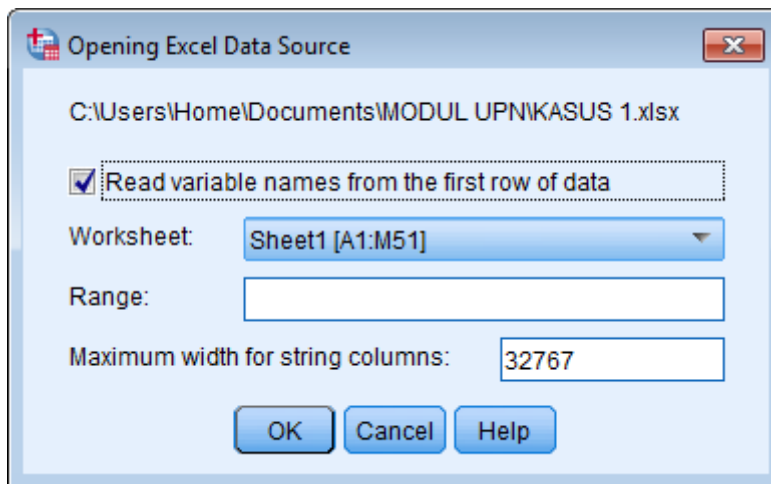 Opening Excel Data Source
C:\Users\Home\Documents\MODUL UPN\KASUS 1.xlsx
Read variable names from the first row of data
Worksheet: Sheet1 [A1:M51]
Range:
Maximum width for string columns: 32767
OK Cancel Help